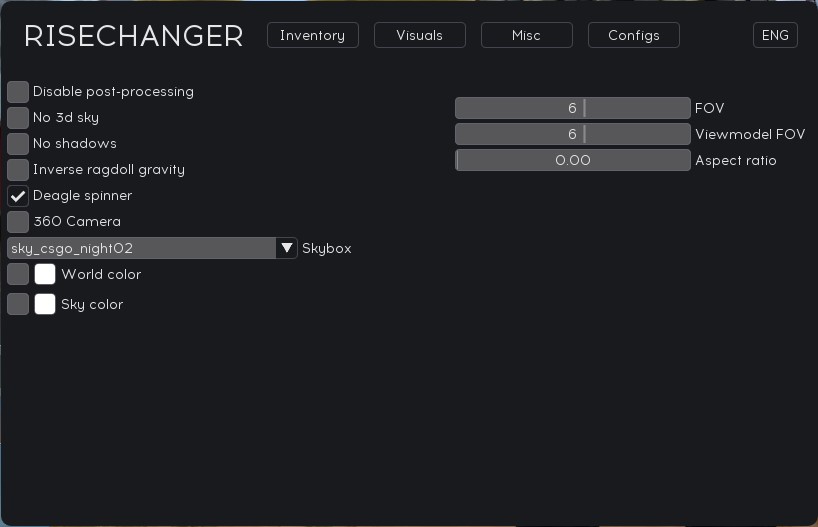 RISECHANGER
Inventory
Visuals
Misc
Configs
ENG
Disable post-processing
No 3d sky
No shadows
Inverse ragdoll gravity
Deagle spinner
360 Camera
sky_csgo_night02 Skybox
World color
Sky color
6 FOV
6 Viewmodel FOV
0.00 Aspect ratio